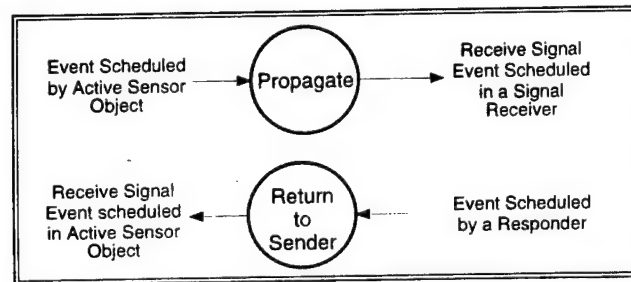 Event Scheduled
by Active Sensor
Object
Propagate
Receive Signal
Event Scheduled
in a Signal
Receiver
Receive Signal
Event scheduled
in Active Sensor
Object
Return
to
Sender
Event Scheduled
by a Responder